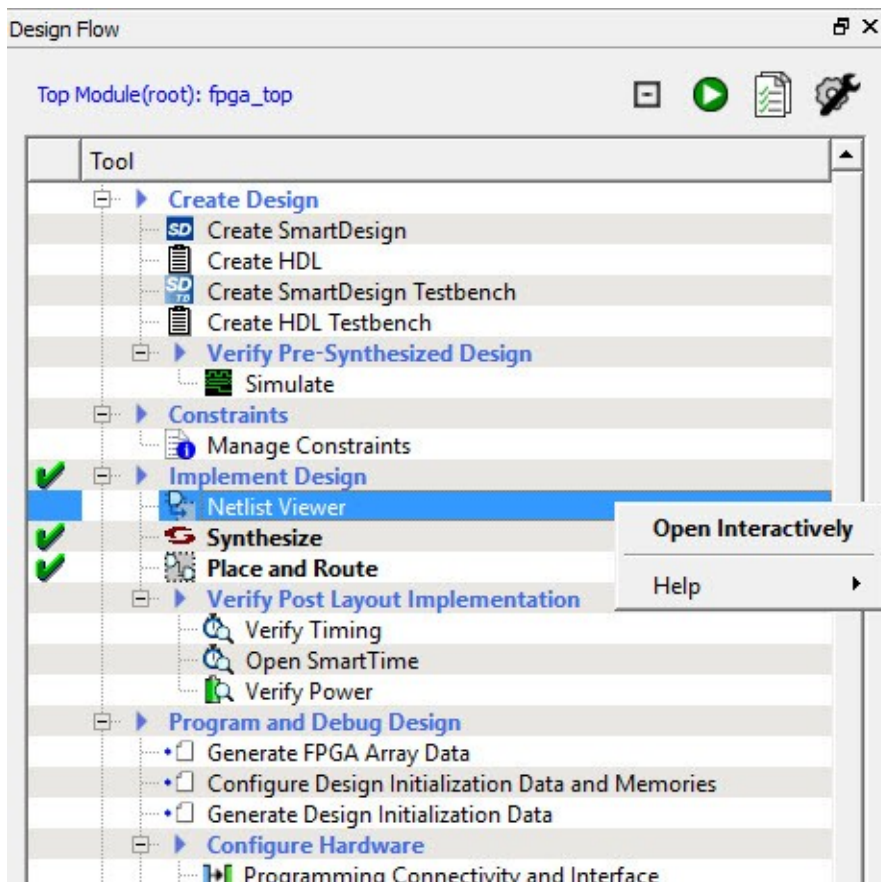 Design Flow
Top Module(root): fpga_top
Tool
Create Design
SD Create SmartDesign
Create HDL
SD TB Create SmartDesign Testbench
Create HDL Testbench
Verify Pre-Synthesized Design
Simulate
Constraints
Manage Constraints
Implement Design
Netlist Viewer
Open Interactively
Synthesize
Place and Route
Help
Verify Post Layout Implementation
Verify Timing
Open SmartTime
Verify Power
Program and Debug Design
Generate FPGA Array Data
Configure Design Initialization Data and Memories
Generate Design Initialization Data
Configure Hardware
Programming Connectivity and Interface